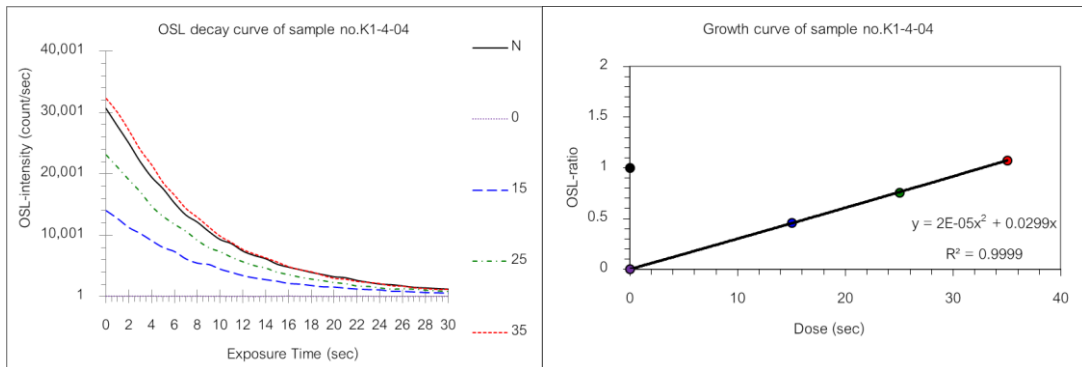 OSL decay curve of sample no.K1-4-04
OSL-intensity (count/sec)
40,001
30,001
20,001
10,001
1
0 2 4 6 8 10 12 14 16 18 20 22 24 26 28 30
Exposure Time (sec)
N
0
15
25
35
Growth curve of sample no.K1-4-04
OSL-ratio
2
1.5
1
0.5
0
y = 2E-05x² + 0.0299x
R² = 0.9999
0 10 20 30 40
Dose (sec)